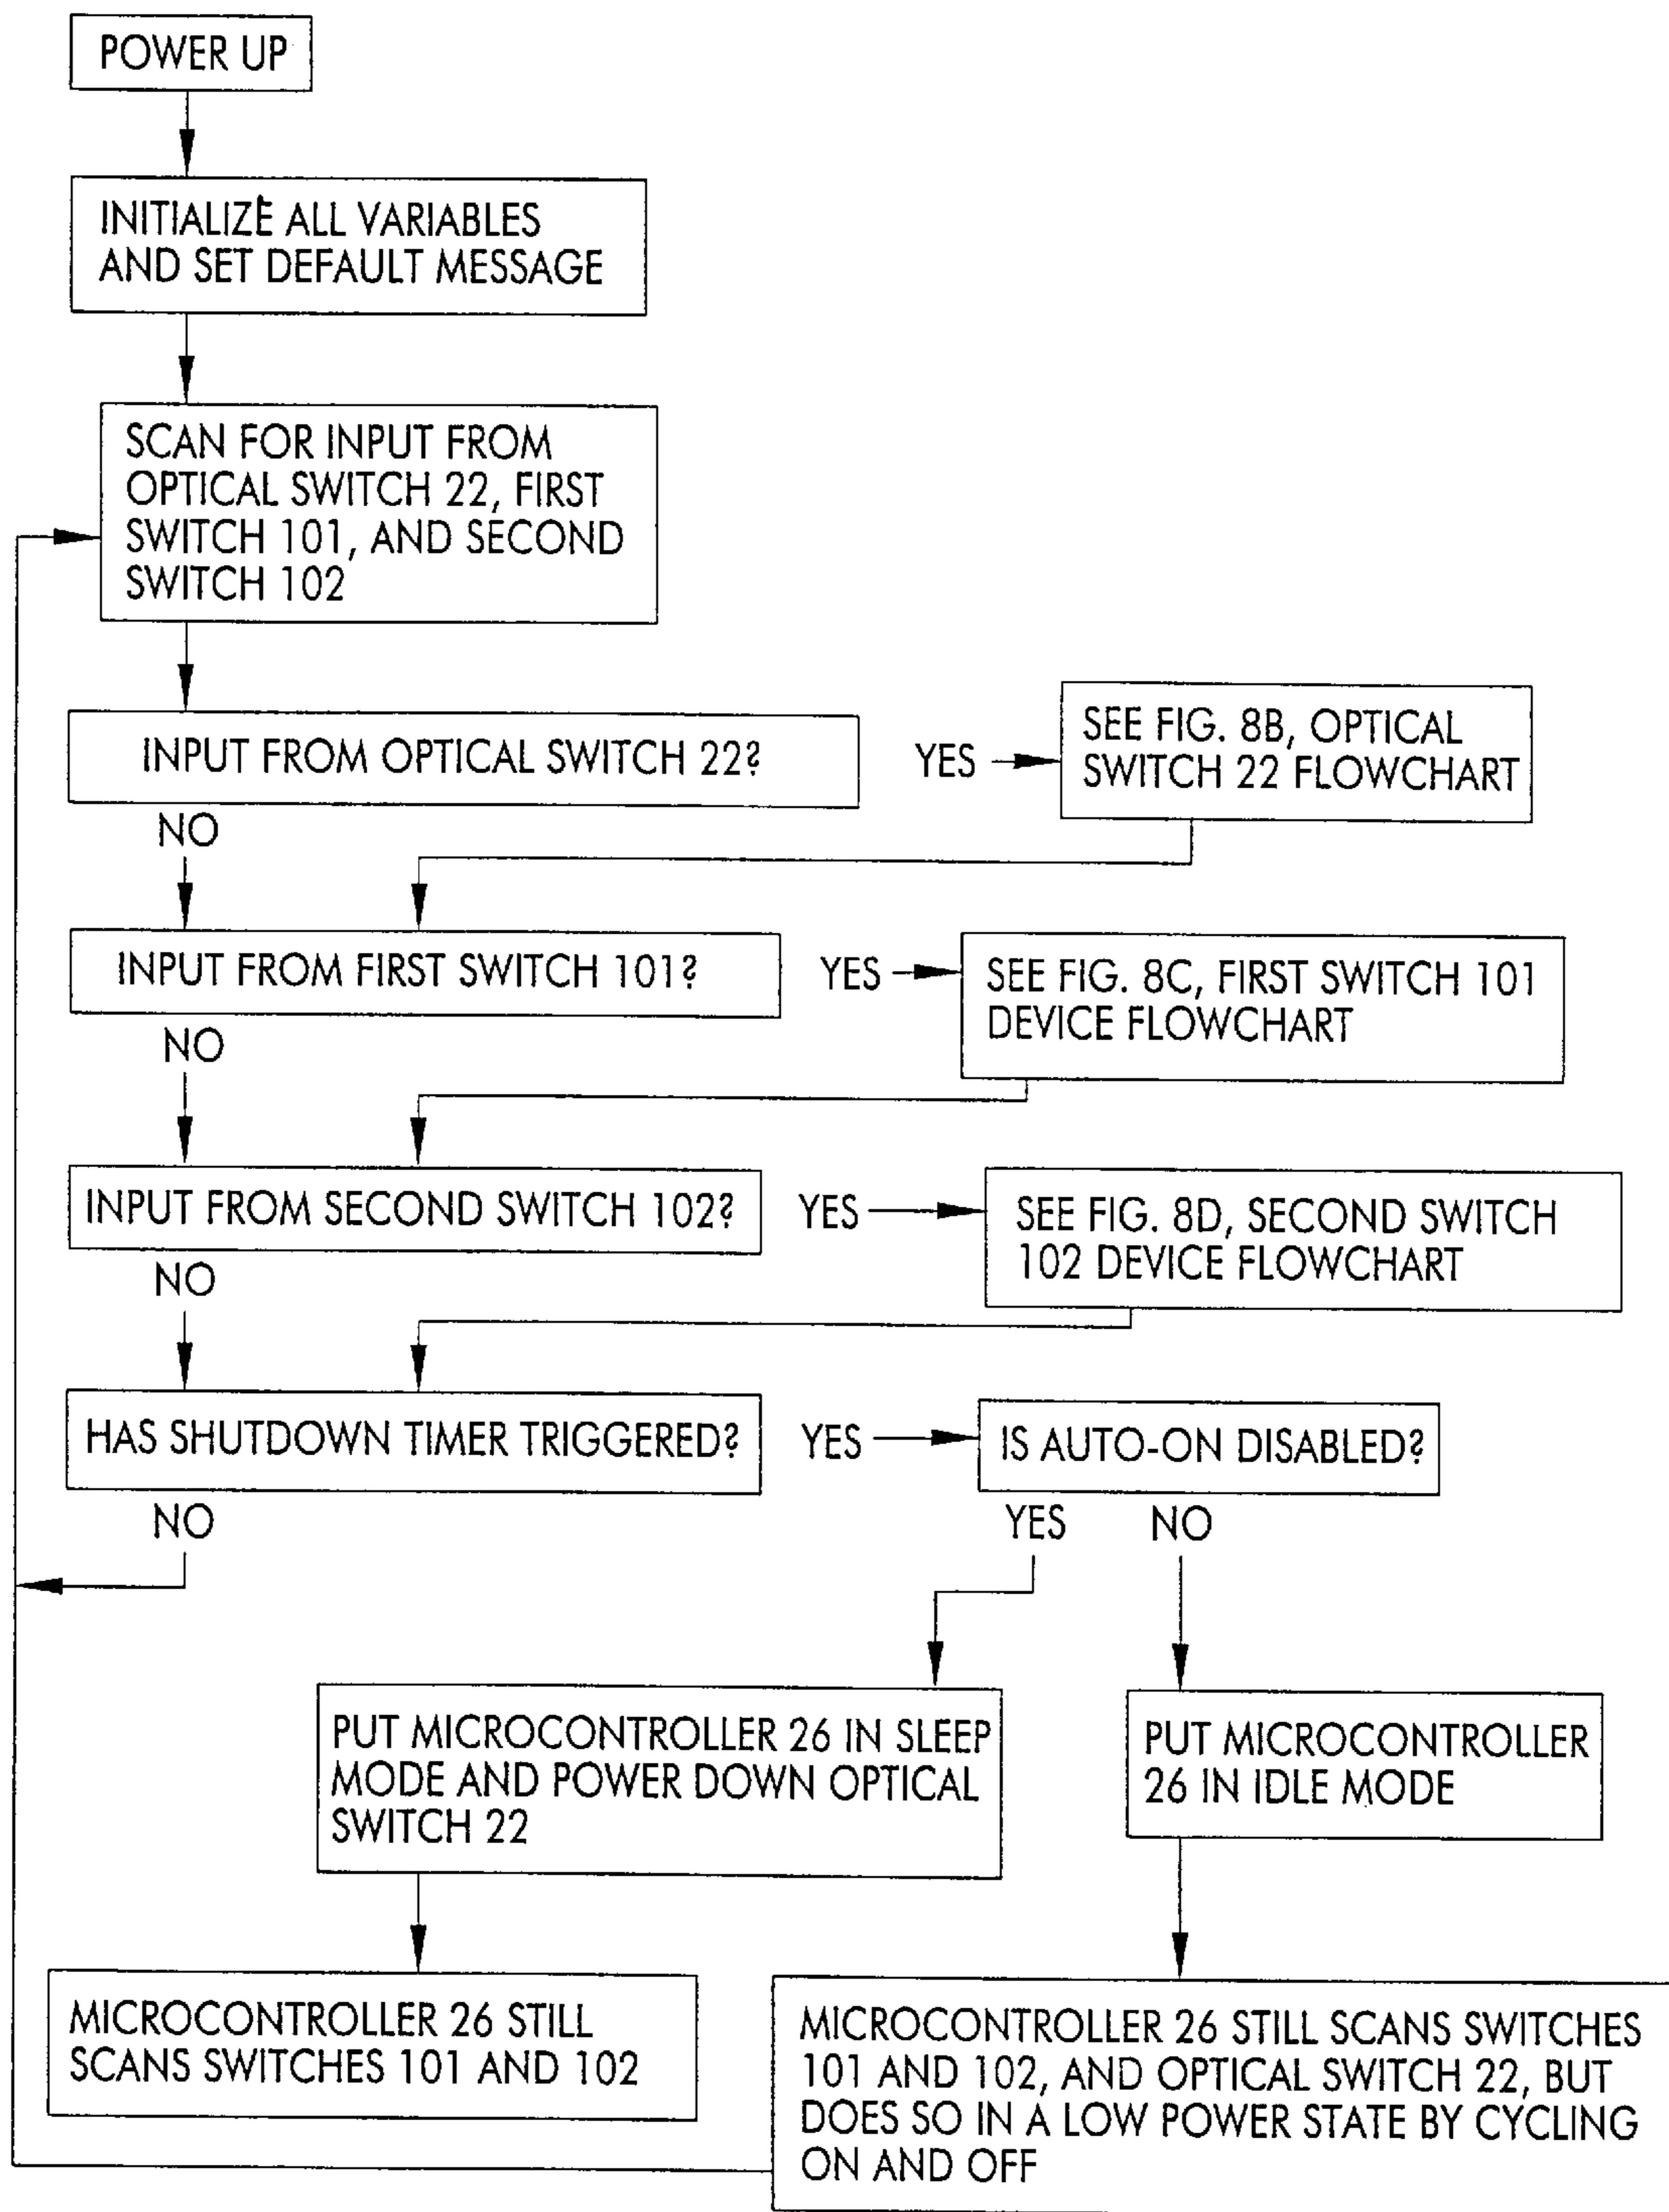 POWER UP
INITIALIZE ALL VARIABLES
AND SET DEFAULT MESSAGE
SCAN FOR INPUT FROM
OPTICAL SWITCH 22, FIRST
SWITCH 101, AND SECOND
SWITCH 102
INPUT FROM OPTICAL SWITCH 22?
YES
SEE FIG. 8B, OPTICAL
SWITCH 22 FLOWCHART
NO
INPUT FROM FIRST SWITCH 101?
YES
SEE FIG. 8C, FIRST SWITCH 101
DEVICE FLOWCHART
NO
INPUT FROM SECOND SWITCH 102?
YES
SEE FIG. 8D, SECOND SWITCH
102 DEVICE FLOWCHART
NO
HAS SHUTDOWN TIMER TRIGGERED?
YES
IS AUTO-ON DISABLED?
NO
YES
NO
PUT MICROCONTROLLER 26 IN SLEEP
MODE AND POWER DOWN OPTICAL
SWITCH 22
PUT MICROCONTROLLER
26 IN IDLE MODE
MICROCONTROLLER 26 STILL
SCANS SWITCHES 101 AND 102
MICROCONTROLLER 26 STILL SCANS SWITCHES
101 AND 102, AND OPTICAL SWITCH 22, BUT
DOES SO IN A LOW POWER STATE BY CYCLING
ON AND OFF